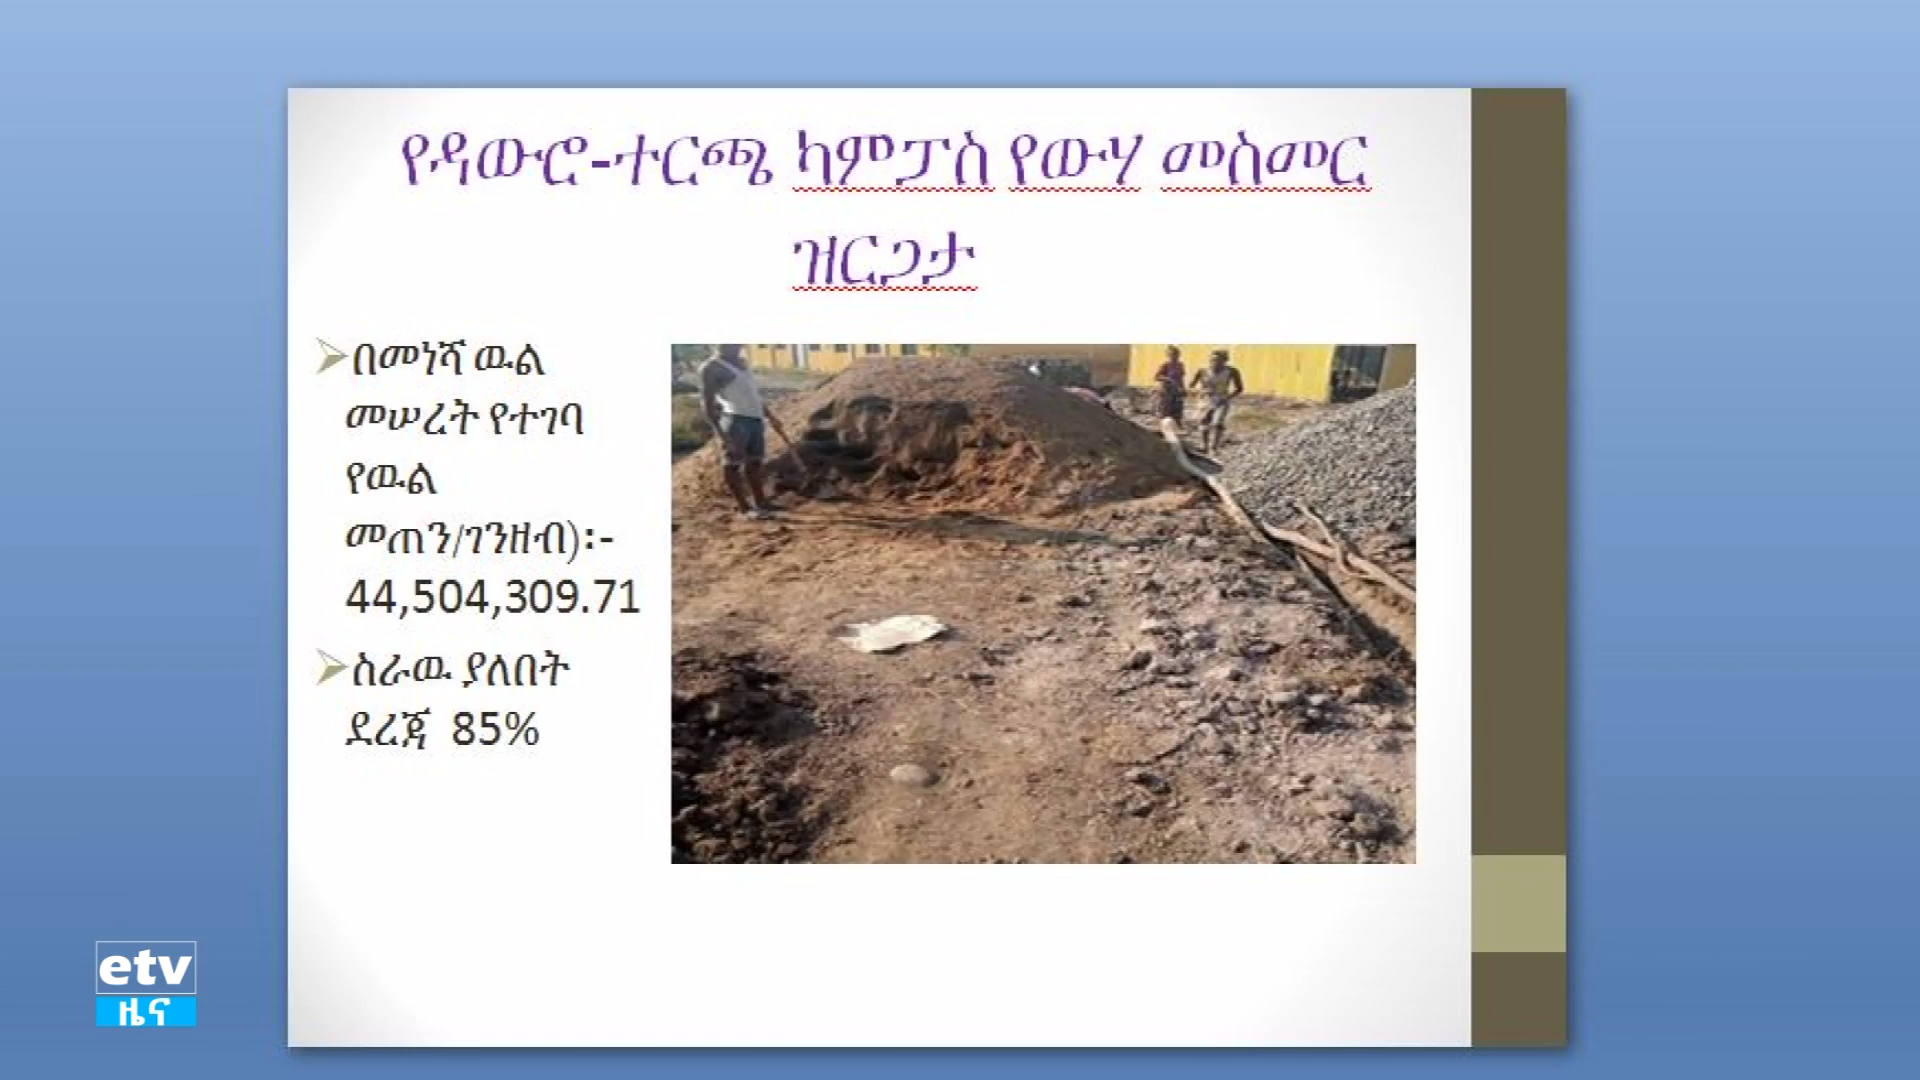 የዳውሮ-ተርጫ ካምፓስ የውሃ መስመር
ዝርጋታ
በመነሻ ዉል
መሠረት የተገባ
የዉል
መጠን/ገንዘብ)፡-
44,504,309.71
ስራዉ ያለበት
ደረጃ 85%
etv
ዜና